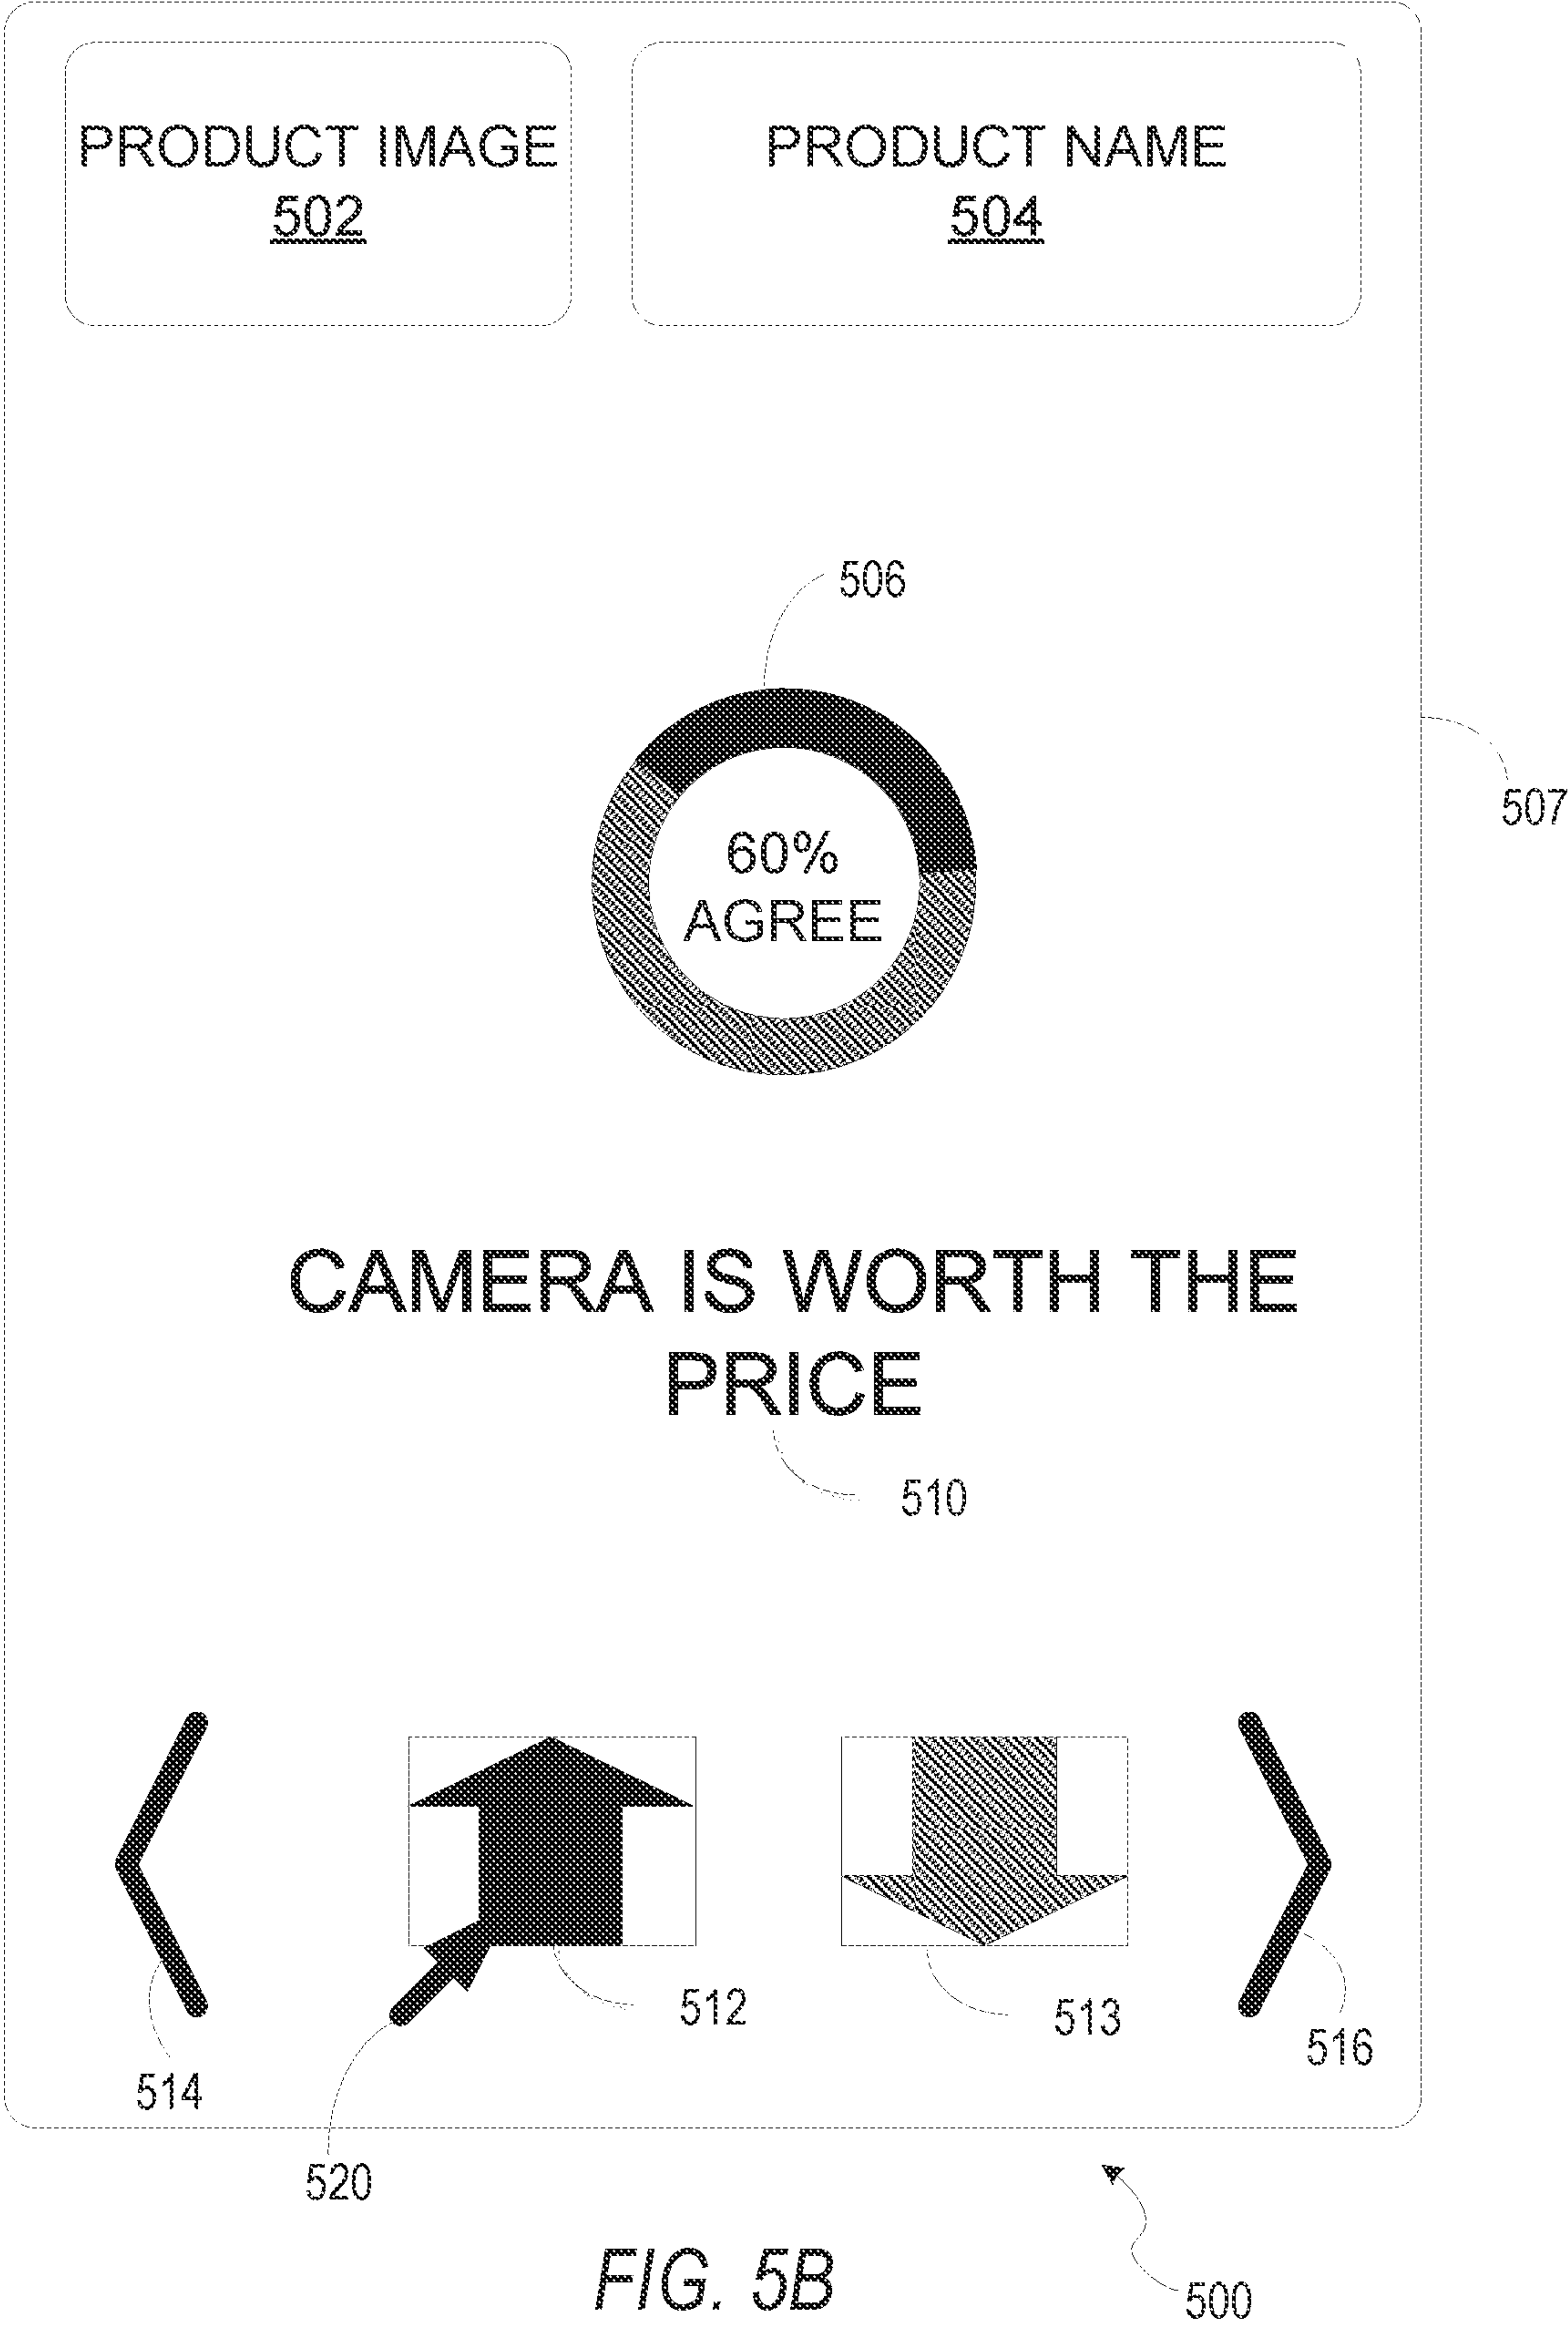 PRODUCT IMAGE
502
PRODUCT NAME
504
506
507
60%
AGREE
CAMERA IS WORTH THE
PRICE
510
512
513
516
514
520
500
FIG. 5B